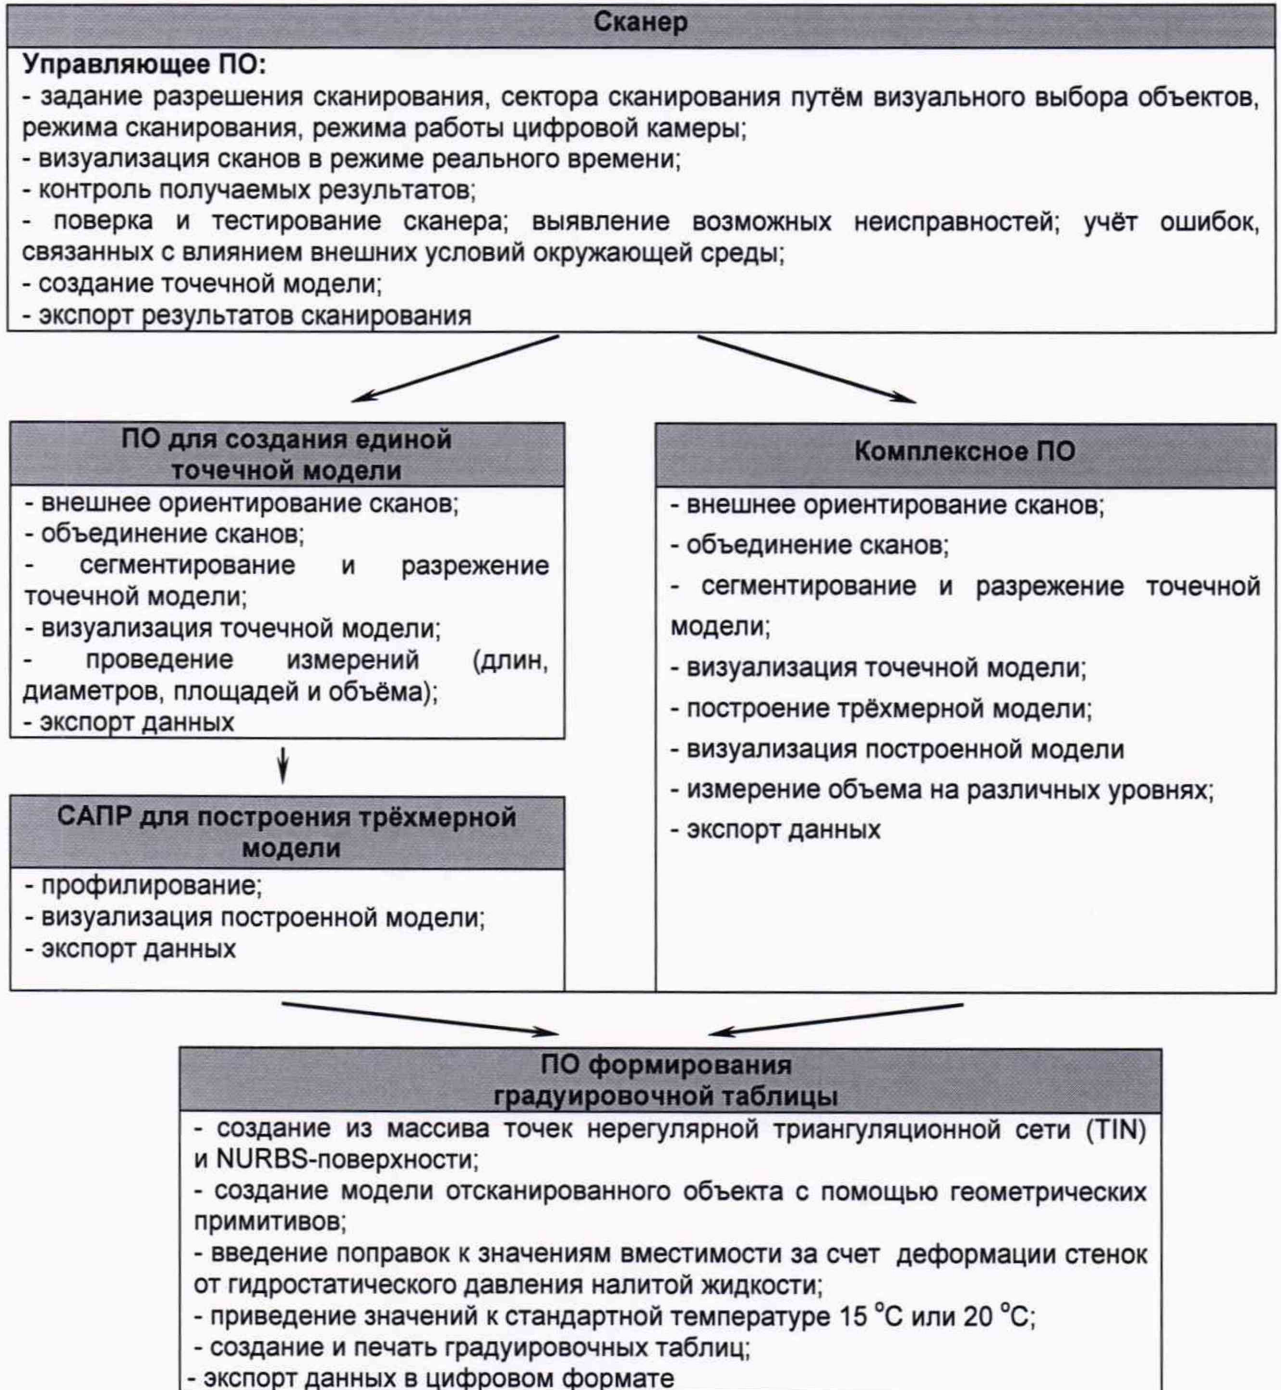 Сканер
Управляющее ПО:
- задание разрешения сканирования, сектора сканирования путём визуального выбора объектов,
режима сканирования, режима работы цифровой камеры;
- визуализация сканов в режиме реального времени;
- контроль получаемых результатов;
- поверка и тестирование сканера; выявление возможных неисправностей; учёт ошибок,
связанных с влиянием внешних условий окружающей среды;
- создание точечной модели;
- экспорт результатов сканирования
ПО для создания единой
точечной модели
- внешнее ориентирование сканов;
- объединение сканов;
- сегментирование и разрежение
точечной модели;
- визуализация точечной модели;
- проведение измерений (длин,
диаметров, площадей и объёма);
- экспорт данных
САПР для построения трёхмерной
модели
- профилирование;
- визуализация построенной модели;
- экспорт данных
Комплексное ПО
- внешнее ориентирование сканов;
- объединение сканов;
- сегментирование и разрежение точечной
модели;
- визуализация точечной модели;
- построение трёхмерной модели;
- визуализация построенной модели
- измерение объема на различных уровнях;
- экспорт данных
ПО формирования
градуировочной таблицы
- создание из массива точек нерегулярной триангуляционной сети (TIN)
и NURBS-поверхности;
- создание модели отсканированного объекта с помощью геометрических
примитивов;
- введение поправок к значениям вместимости за счет деформации стенок
от гидростатического давления налитой жидкости;
- приведение значений к стандартной температуре 15 °С или 20 °С;
- создание и печать градуировочных таблиц;
- экспорт данных в цифровом формате